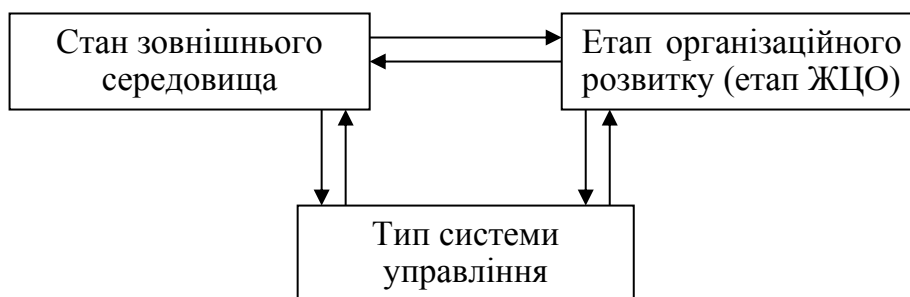 Стан зовнішнього
середовища
Етап організаційного
розвитку (етап ЖЦО)
Тип системи
управління